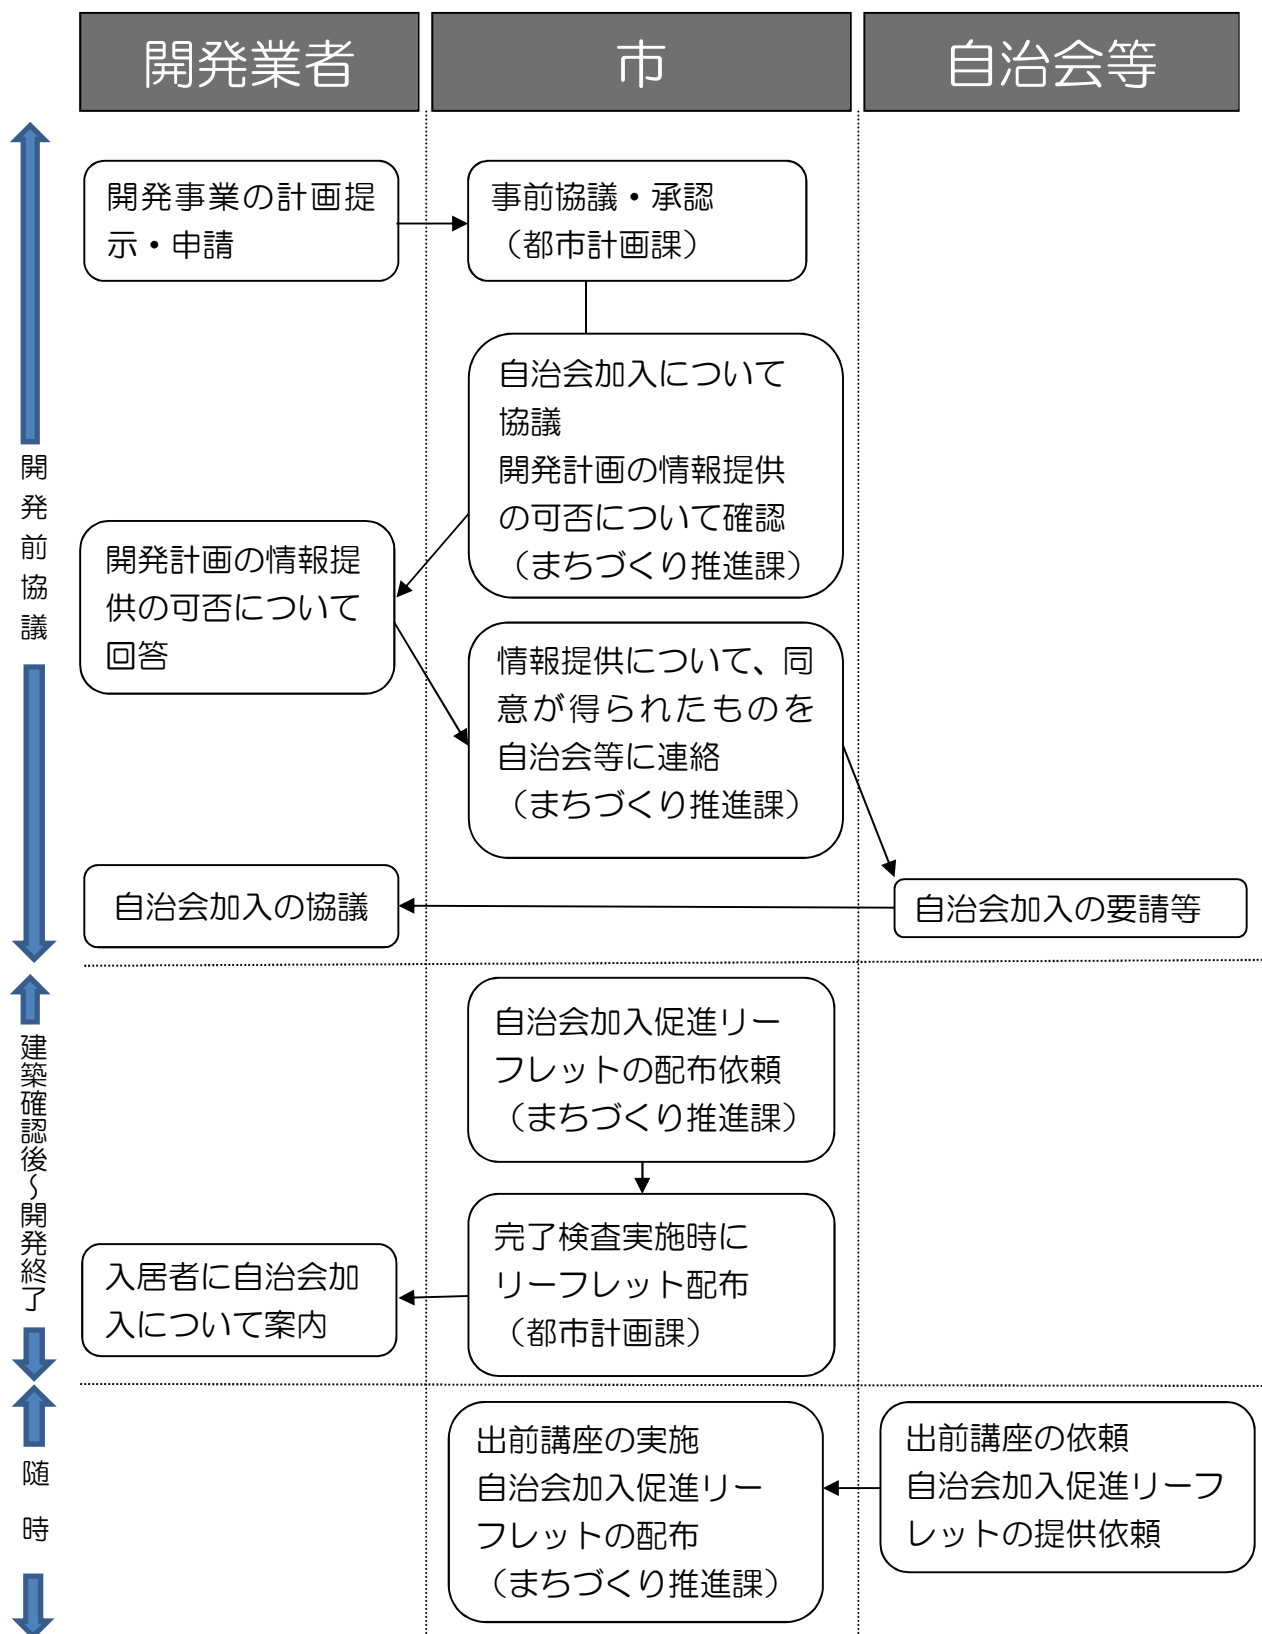 開発業者
市
自治会等
開発前協議
開発事業の計画提
示・申請
事前協議・承認
（都市計画課）
自治会加入について
協議
開発計画の情報提供
の可否について確認
（まちづくり推進課）
開発計画の情報提
供の可否について
回答
情報提供について、同
意が得られたものを
自治会等に連絡
（まちづくり推進課）
自治会加入の要請等
自治会加入の協議
建築確認後～開発終了
自治会加入促進リー
フレットの配布依頼
（まちづくり推進課）
完了検査実施時に
リーフレット配布
（都市計画課）
入居者に自治会加
入について案内
随時
出前講座の依頼
自治会加入促進リーフ
レットの提供依頼
出前講座の実施
自治会加入促進リー
フレットの配布
（まちづくり推進課）